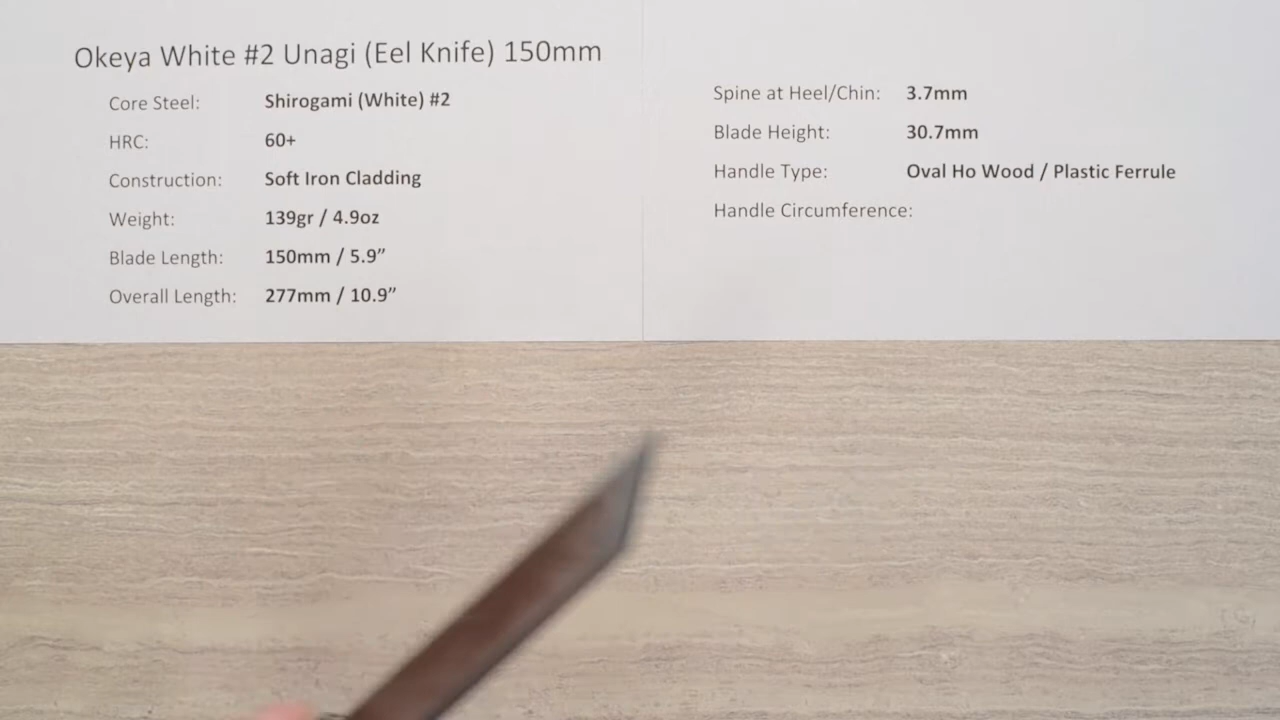 Okeya White #2 Unagi (Eel Knife) 150mm
Core Steel: Shirogami (White) #2
HRC: 60+
Construction: Soft Iron Cladding
Weight: 139gr / 4.9oz
Blade Length: 150mm / 5.9”
Overall Length: 277mm / 10.9”
Spine at Heel/Chin: 3.7mm
Blade Height: 30.7mm
Handle Type: Oval Ho Wood / Plastic Ferrule
Handle Circumference: